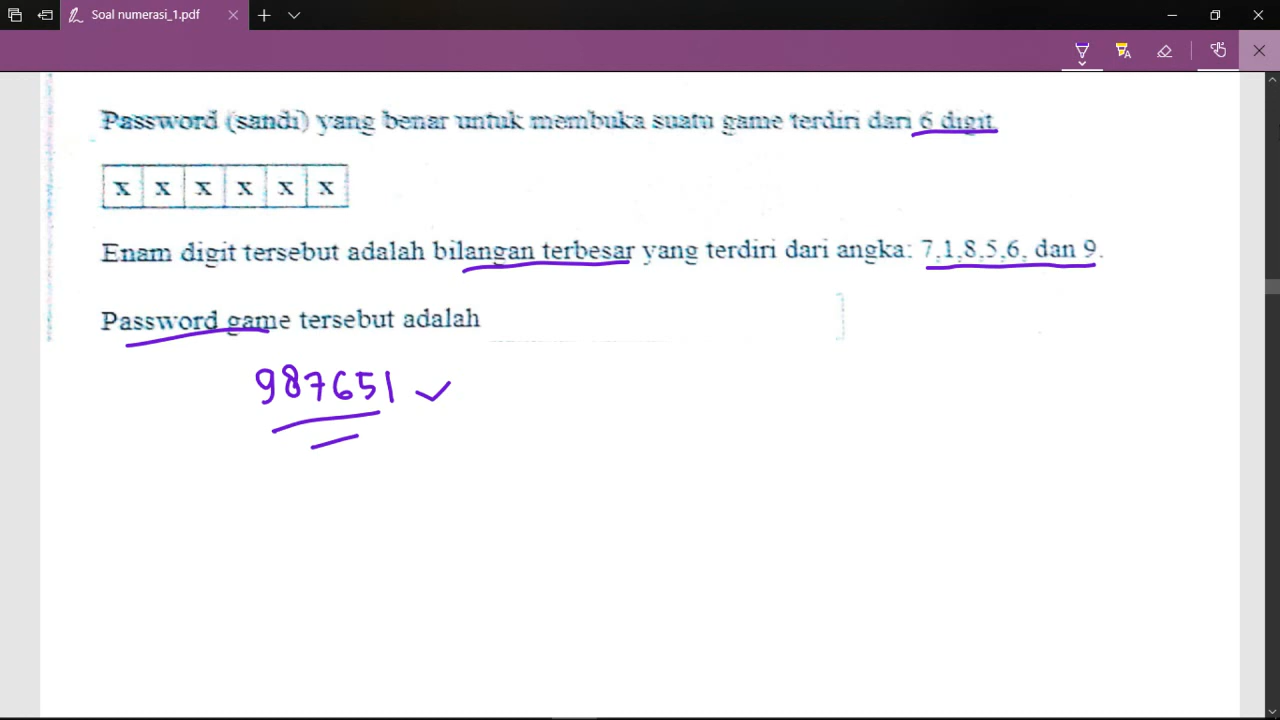 Soal numerasi_1.pdf
Password (sandi) yang benar untuk membuka suatu game terdiri dari 6 digit
x x x x x x
Enam digit tersebut adalah bilangan terbesar yang terdiri dari angka: 7,1,8,5,6, dan 9.
Password game tersebut adalah
987651